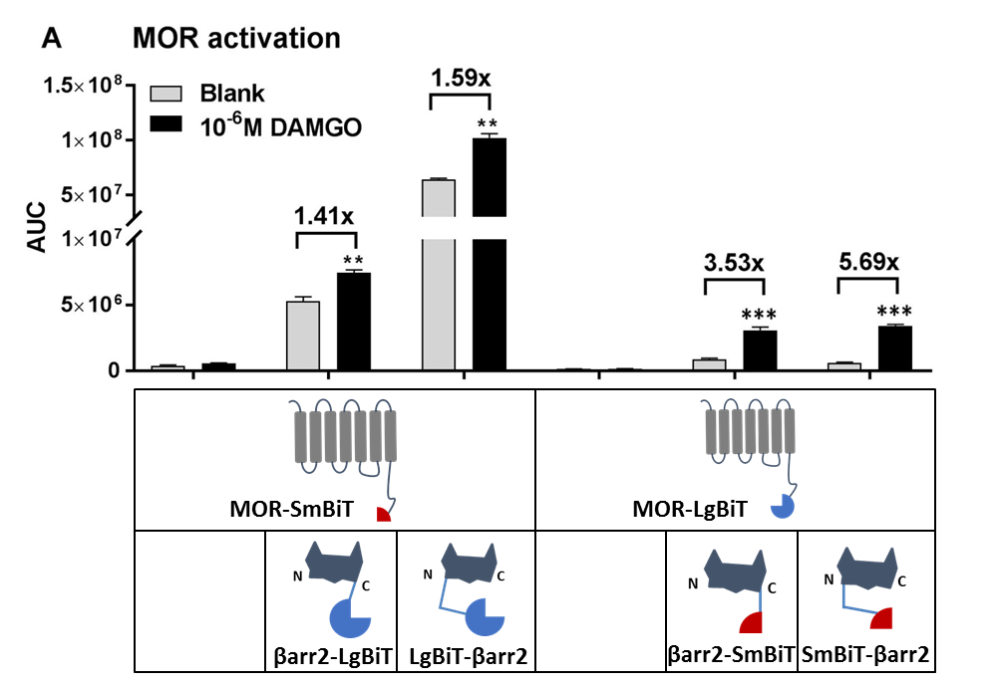 A MOR activation
1.5×10⁸
1×10⁸
5×10⁷
1×10⁷
5×10⁶
0
AUC
Blank
10⁻⁶M DAMGO
1.41x
**
1.59x
**
3.53x
***
5.69x
***
MOR-SmBiT
MOR-LgBiT
N C
βarr2-LgBiT
N C
LgBiT-βarr2
N C
βarr2-SmBiT
N C
SmBiT-βarr2